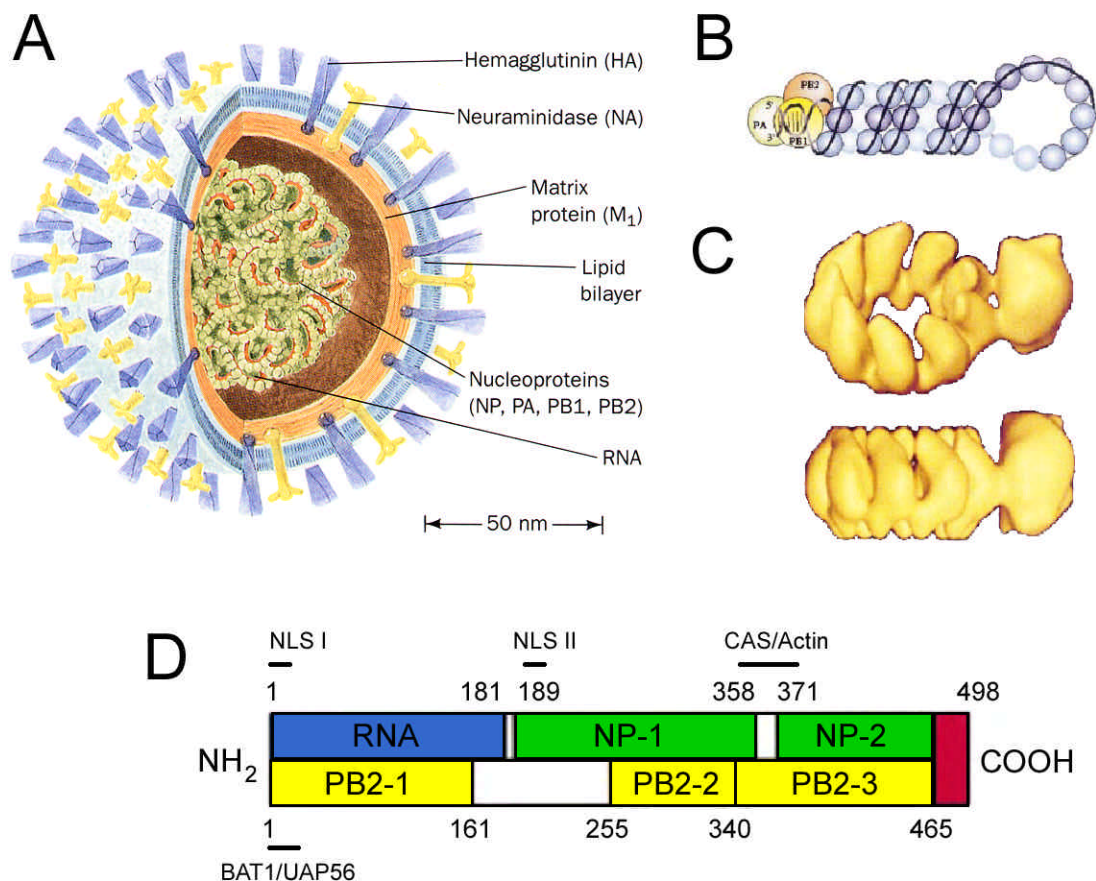 A
Hemagglutinin (HA)
Neuraminidase (NA)
Matrix
protein (M1)
Lipid
bilayer
Nucleoproteins
(NP, PA, PB1, PB2)
RNA
50 nm
B
PB2
5'
PA
3'
PB1
C
D
NLS I
NLS II
CAS/Actin
1
181
189
358
371
498
NH2
RNA
NP-1
NP-2
COOH
PB2-1
PB2-2
PB2-3
1
161
255
340
465
BAT1/UAP56